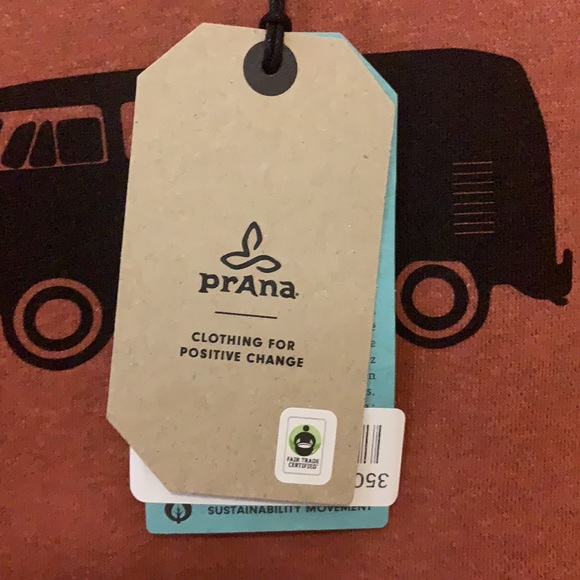 prAna
CLOTHING FOR
POSITIVE CHANGE
FAIR TRADE
CERTIFIED
350
SUSTAINABILITY MOVEMENT